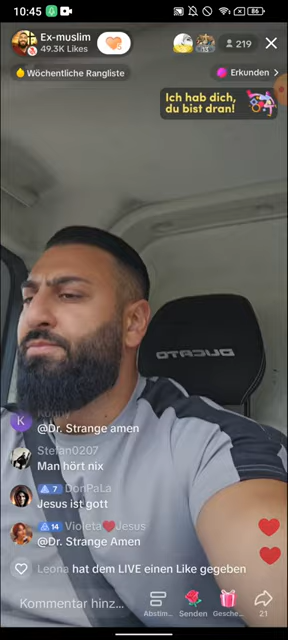 10:45
86
Ex-muslim
49.3K Likes
219
Wöchentliche Rangliste
Erkunden >
Ich hab dich,
du bist dran!
DUCATO
K
@Dr. Strange amen
Stefan0207
Man hört nix
7 DonPaLa
Jesus ist gott
14 Violeta❤️Jesus
@Dr. Strange Amen
Leona hat dem LIVE einen Like gegeben
Kommentar hinz...
Abstim...
Senden
Gesche...
21